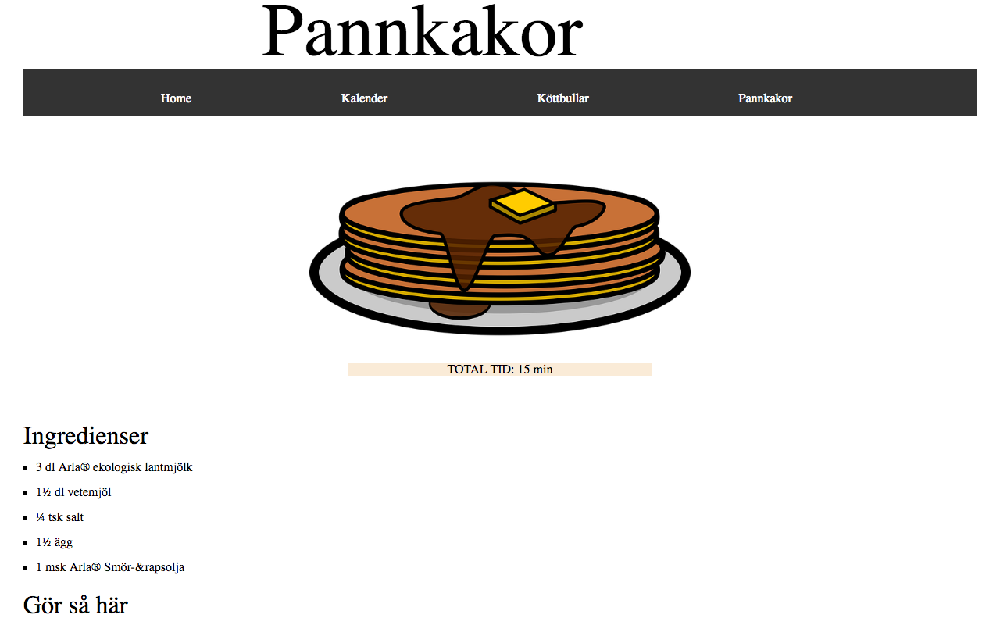 Pannkakor
Home Kalender Köttbullar Pannkakor
TOTAL TID: 15 min
Ingredienser
3 dl Arla® ekologisk lantmjölk
1½ dl vetemjöl
¼ tsk salt
1½ ägg
1 msk Arla® Smör-&rapsolja
Gör så här